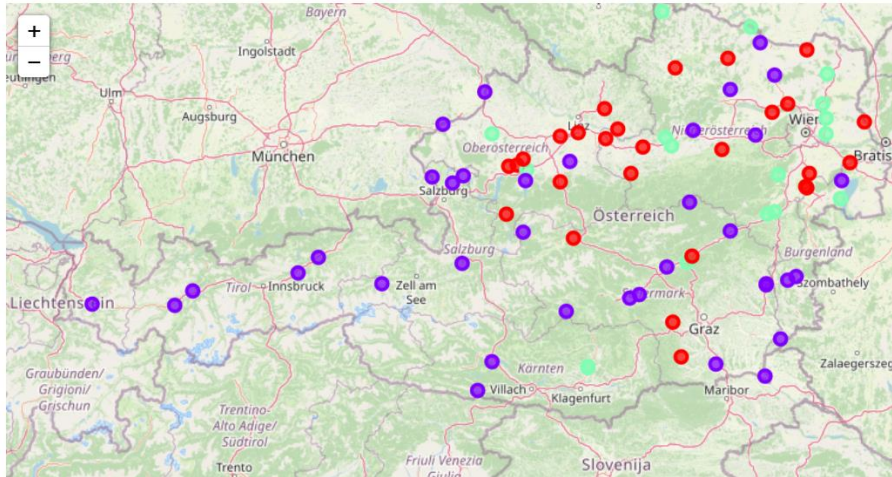 +
−
Bayern
Ingolstadt
Ulm
Augsburg
München
Linz
Niederösterreich
Wien
Bratis
Oberösterreich
Salzburg
Österreich
Salzburg
Burgenland
Liechtenstein
Tirol
Innsbruck
Zell am
See
Steiermark
Szombathely
Graz
Graubünden/
Grigioni/
Grischun
Kärnten
Zalaegerszeg
Villach
Klagenfurt
Maribor
Trentino-
Alto Adige/
Südtirol
Trento
Friuli Venezia
Giulia
Slovenija